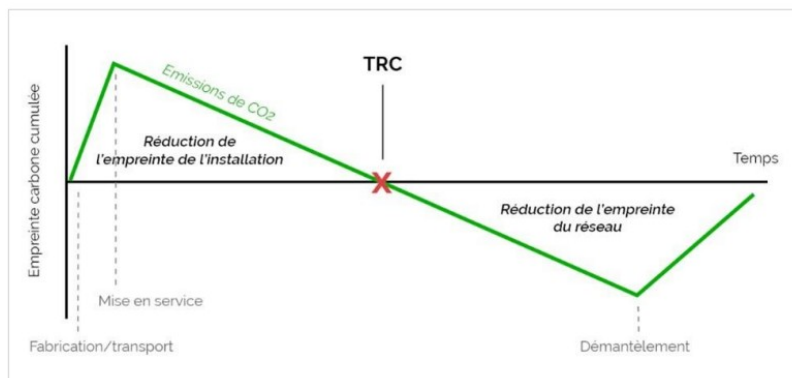 TRC
Emissions de CO2
Empreinte carbone cumulée
Réduction de
l'empreinte de l'installation
Temps
Réduction de l'empreinte
du réseau
Mise en service
Fabrication/transport
Démantèlement